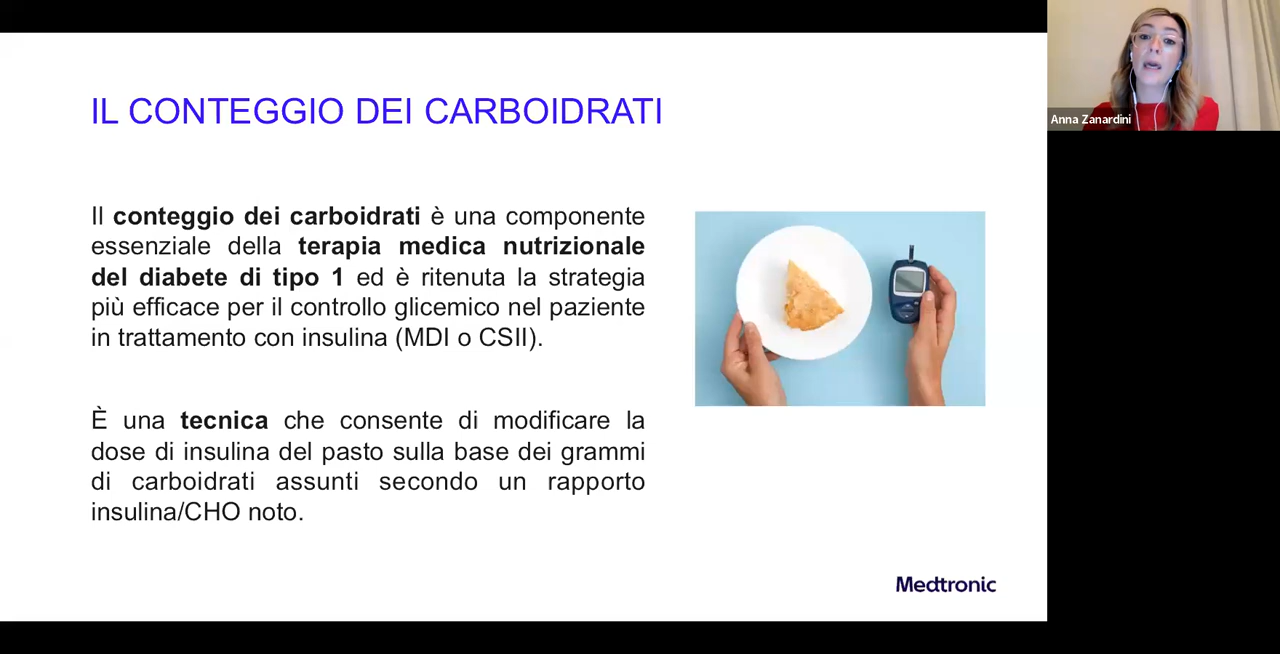 IL CONTEGGIO DEI CARBOIDRATI
Il conteggio dei carboidrati è una componente
essenziale della terapia medica nutrizionale
del diabete di tipo 1 ed è ritenuta la strategia
più efficace per il controllo glicemico nel paziente
in trattamento con insulina (MDI o CSII).
È una tecnica che consente di modificare la
dose di insulina del pasto sulla base dei grammi
di carboidrati assunti secondo un rapporto
insulina/CHO noto.
Medtronic
Anna Zanardini